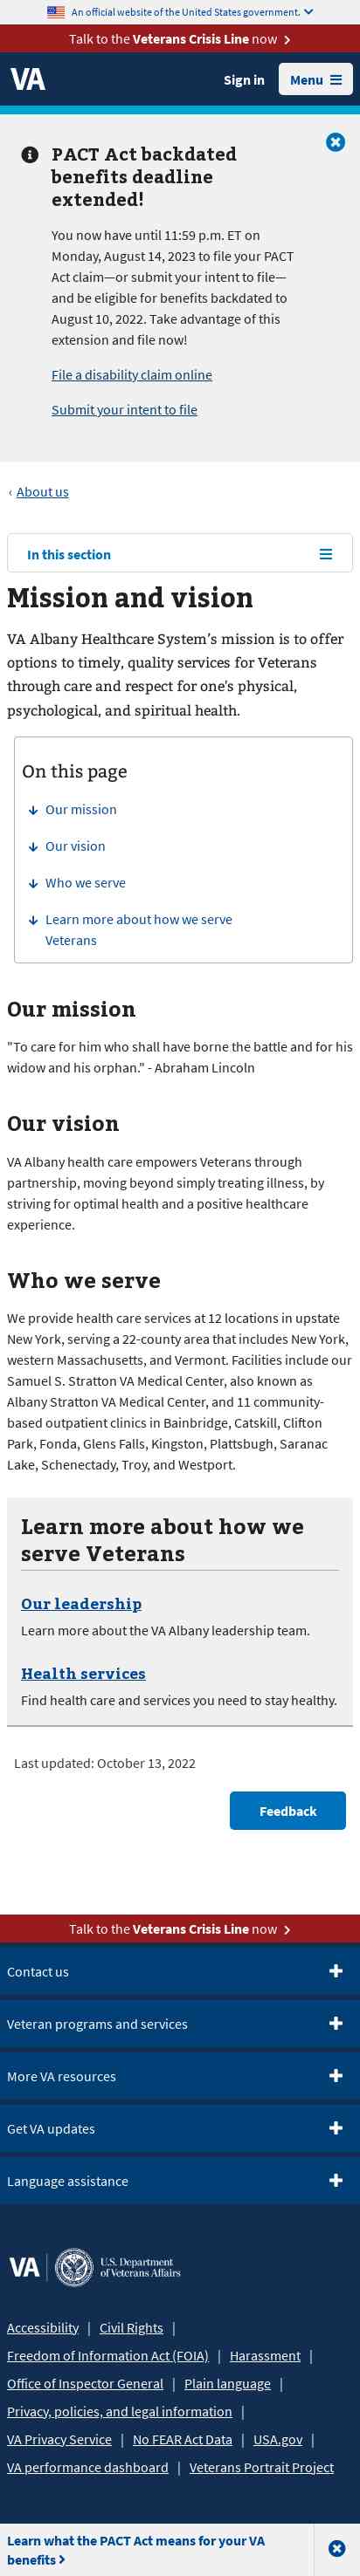 An official website of the United States government.
Talk to the Veterans Crisis Line now
VA
Sign in
Menu
PACT Act backdated
benefits deadline
extended!
You now have until 11:59 p.m. ET on
Monday, August 14, 2023 to file your PACT
Act claim—or submit your intent to file—
and be eligible for benefits backdated to
August 10, 2022. Take advantage of this
extension and file now!
File a disability claim online
Submit your intent to file
‹ About us
In this section
Mission and vision
VA Albany Healthcare System’s mission is to offer
options to timely, quality services for Veterans
through care and respect for one's physical,
psychological, and spiritual health.
On this page
Our mission
Our vision
Who we serve
Learn more about how we serve
Veterans
Our mission
"To care for him who shall have borne the battle and for his
widow and his orphan." - Abraham Lincoln
Our vision
VA Albany health care empowers Veterans through
partnership, moving beyond simply treating illness, by
striving for optimal health and a positive healthcare
experience.
Who we serve
We provide health care services at 12 locations in upstate
New York, serving a 22-county area that includes New York,
western Massachusetts, and Vermont. Facilities include our
Samuel S. Stratton VA Medical Center, also known as
Albany Stratton VA Medical Center, and 11 community-
based outpatient clinics in Bainbridge, Catskill, Clifton
Park, Fonda, Glens Falls, Kingston, Plattsburgh, Saranac
Lake, Schenectady, Troy, and Westport.
Learn more about how we
serve Veterans
Our leadership
Learn more about the VA Albany leadership team.
Health services
Find health care and services you need to stay healthy.
Last updated: October 13, 2022
Feedback
Talk to the Veterans Crisis Line now
Contact us
Veteran programs and services
More VA resources
Get VA updates
Language assistance
VA
U.S. Department
of Veterans Affairs
Accessibility | Civil Rights |
Freedom of Information Act (FOIA) | Harassment |
Office of Inspector General | Plain language |
Privacy, policies, and legal information |
VA Privacy Service | No FEAR Act Data | USA.gov |
VA performance dashboard | Veterans Portrait Project
Learn what the PACT Act means for your VA
benefits